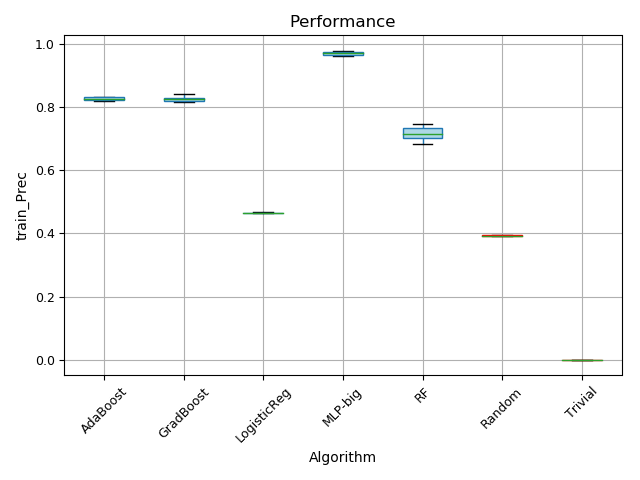 Performance
train_Prec
1.0
0.8
0.6
0.4
0.2
0.0
AdaBoost
GradBoost
LogisticReg
MLP-big
RF
Random
Trivial
Algorithm